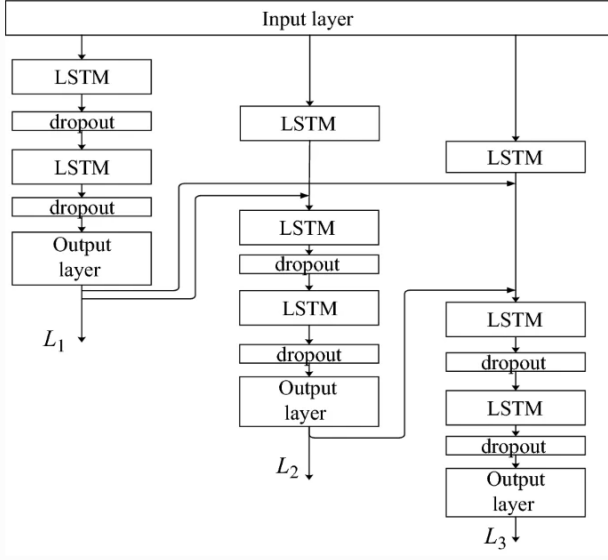 Input layer
LSTM
dropout
LSTM
dropout
Output
layer
L1
LSTM
LSTM
dropout
LSTM
dropout
Output
layer
L2
LSTM
LSTM
dropout
LSTM
dropout
Output
layer
L3